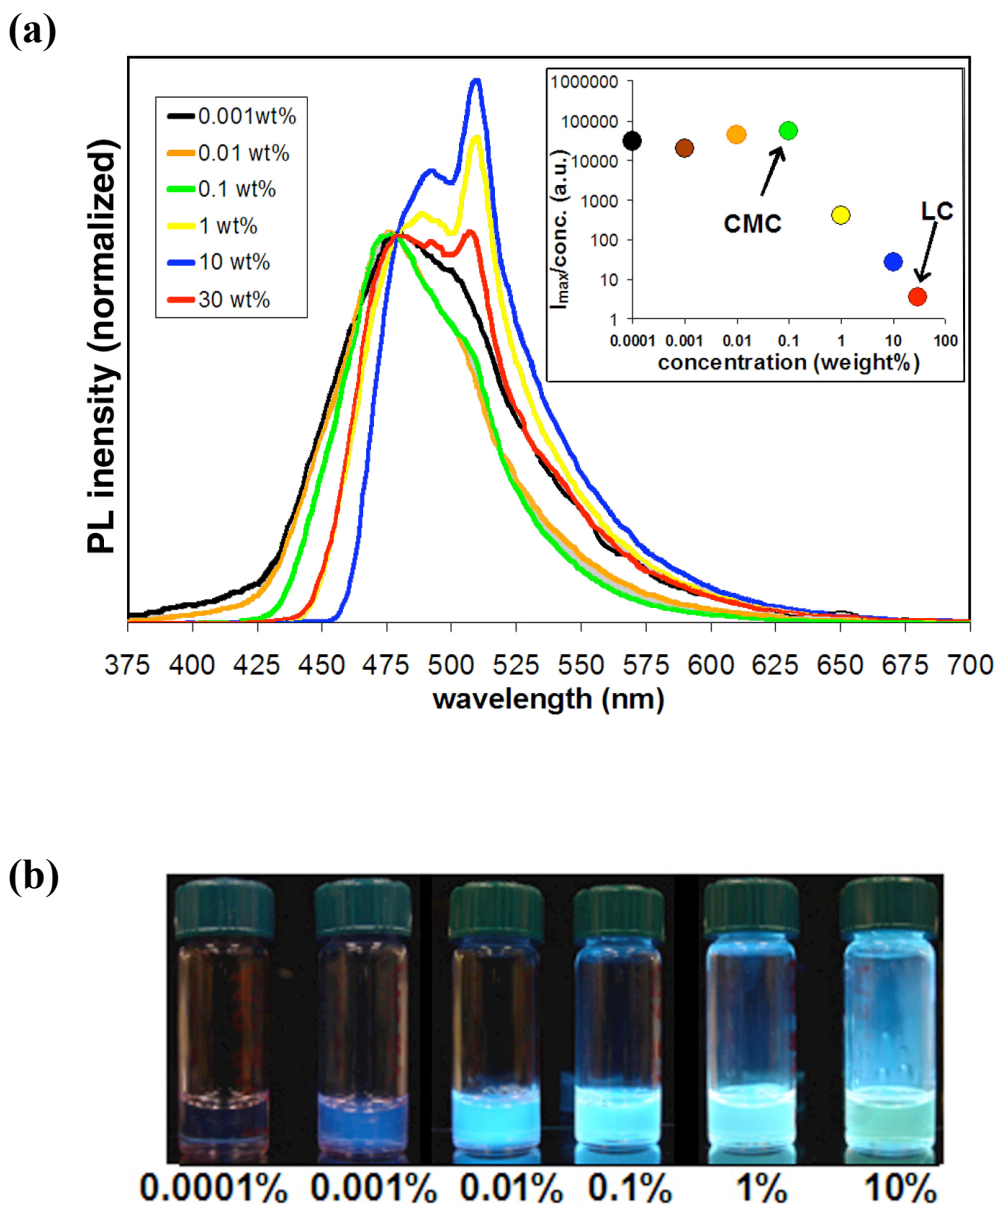 (a)
0.001wt%
0.01 wt%
0.1 wt%
1 wt%
10 wt%
30 wt%
PL inensity (normalized)
375 400 425 450 475 500 525 550 575 600 625 650 675 700
wavelength (nm)
1000000
100000
10000
1000
100
10
1
Imax/conc. (a.u.)
CMC
LC
0.0001 0.001 0.01 0.1 1 10 100
concentration (weight%)
(b)
0.0001% 0.001% 0.01% 0.1% 1% 10%